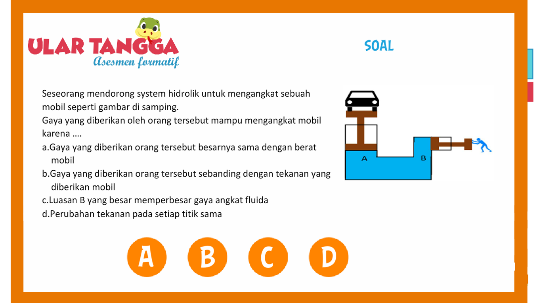 ULAR TANGGA
Asesmen formatif
SOAL
Seseorang mendorong system hidrolik untuk mengangkat sebuah
mobil seperti gambar di samping.
Gaya yang diberikan oleh orang tersebut mampu mengangkat mobil
karena ....
a.Gaya yang diberikan orang tersebut besarnya sama dengan berat
mobil
b.Gaya yang diberikan orang tersebut sebanding dengan tekanan yang
diberikan mobil
c.Luasan B yang besar memperbesar gaya angkat fluida
d.Perubahan tekanan pada setiap titik sama
A
B
A B C D